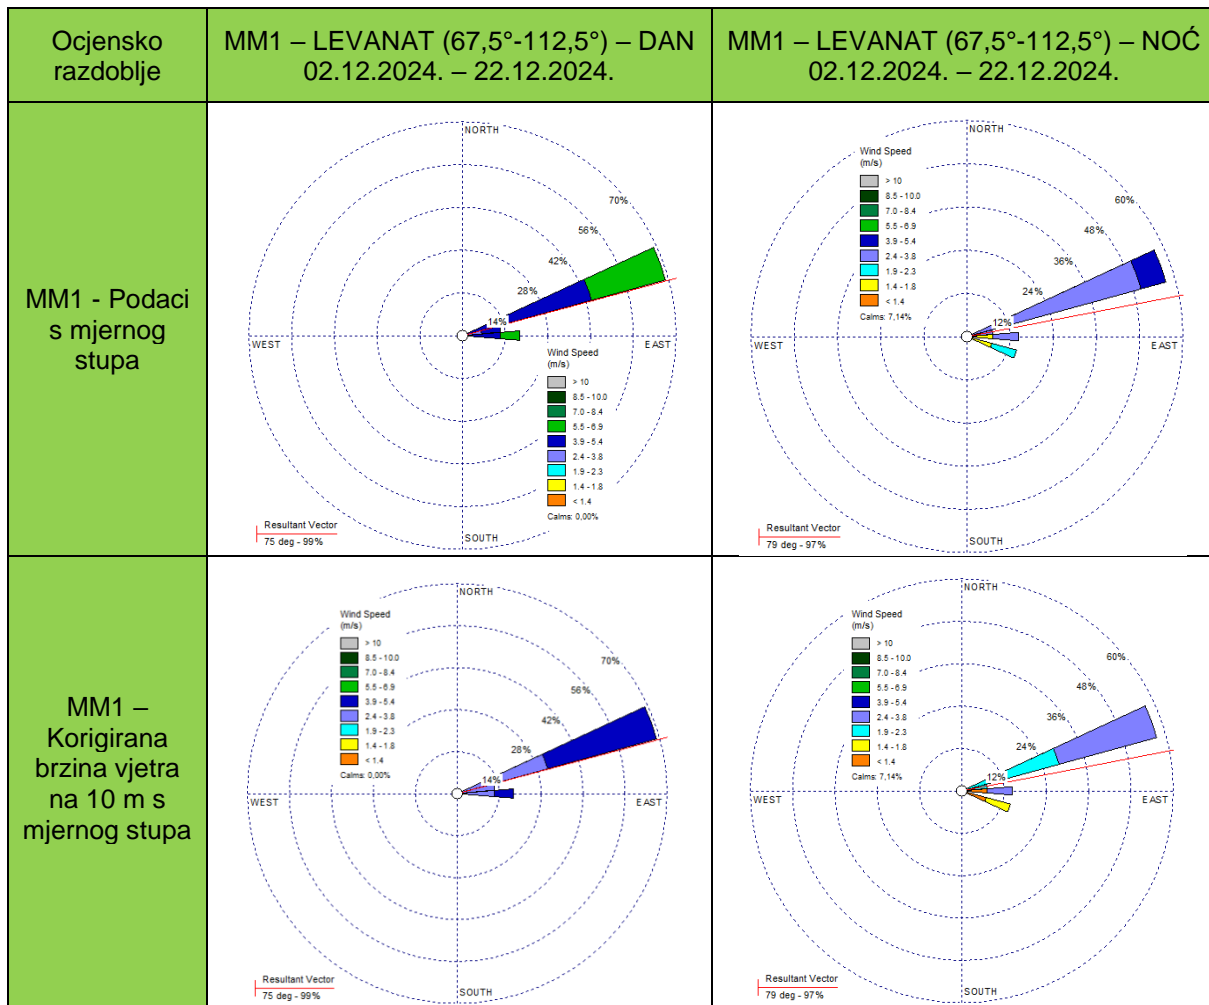 Ocjensko
razdoblje
MM1 – LEVANAT (67,5°-112,5°) – DAN
02.12.2024. – 22.12.2024.
MM1 – LEVANAT (67,5°-112,5°) – NOĆ
02.12.2024. – 22.12.2024.
MM1 - Podaci
s mjernog
stupa
NORTH
70%
56%
42%
28%
14%
WEST
EAST
Wind Speed
(m/s)
> 10
8.5 - 10.0
7.0 - 8.4
5.5 - 6.9
3.9 - 5.4
2.4 - 3.8
1.9 - 2.3
1.4 - 1.8
< 1.4
Calms: 0,00%
Resultant Vector
75 deg - 99%
SOUTH
NORTH
Wind Speed
(m/s)
> 10
8.5 - 10.0
7.0 - 8.4
5.5 - 6.9
3.9 - 5.4
2.4 - 3.8
1.9 - 2.3
1.4 - 1.8
< 1.4
Calms: 7,14%
60%
48%
36%
24%
12%
WEST
EAST
Resultant Vector
79 deg - 97%
SOUTH
MM1 –
Korigirana
brzina vjetra
na 10 m s
mjernog stupa
NORTH
Wind Speed
(m/s)
> 10
8.5 - 10.0
7.0 - 8.4
5.5 - 6.9
3.9 - 5.4
2.4 - 3.8
1.9 - 2.3
1.4 - 1.8
< 1.4
Calms: 0,00%
70%
56%
42%
28%
14%
WEST
EAST
Resultant Vector
75 deg - 99%
SOUTH
NORTH
Wind Speed
(m/s)
> 10
8.5 - 10.0
7.0 - 8.4
5.5 - 6.9
3.9 - 5.4
2.4 - 3.8
1.9 - 2.3
1.4 - 1.8
< 1.4
Calms: 7,14%
60%
48%
36%
24%
12%
WEST
EAST
Resultant Vector
79 deg - 97%
SOUTH